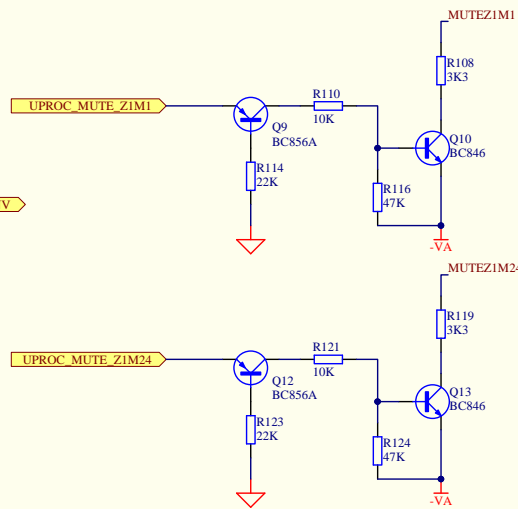 MUTEZ1M1
R108
3K3
R110
10K
UPROC_MUTE_Z1M1
Q9
BC856A
Q10
BC846
R114
22K
R116
47K
V
-VA
MUTEZ1M24
R119
3K3
R121
10K
UPROC_MUTE_Z1M24
Q12
BC856A
Q13
BC846
R123
22K
R124
47K
-VA